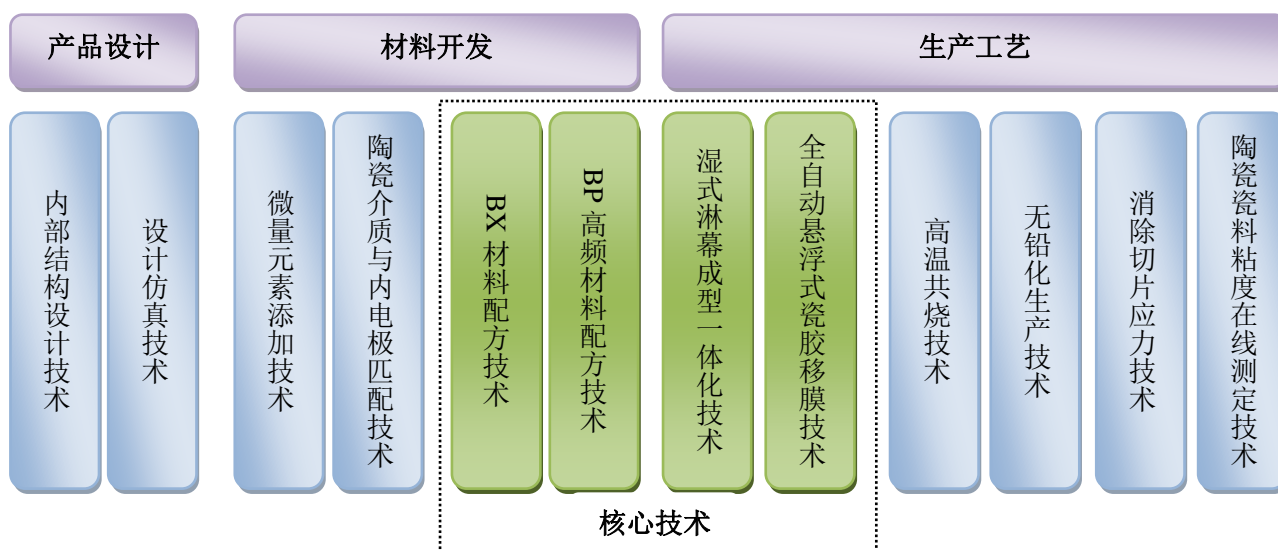 产品设计
材料开发
生产工艺
内部结构设计技术
设计仿真技术
微量元素添加技术
陶瓷介质与内电极匹配技术
BX 材料配方技术
BP 高频材料配方技术
湿式淋幕成型一体化技术
全自动悬浮式瓷胶移膜技术
高温共烧技术
无铅化生产技术
消除切片应力技术
陶瓷瓷料粘度在线测定技术
核心技术